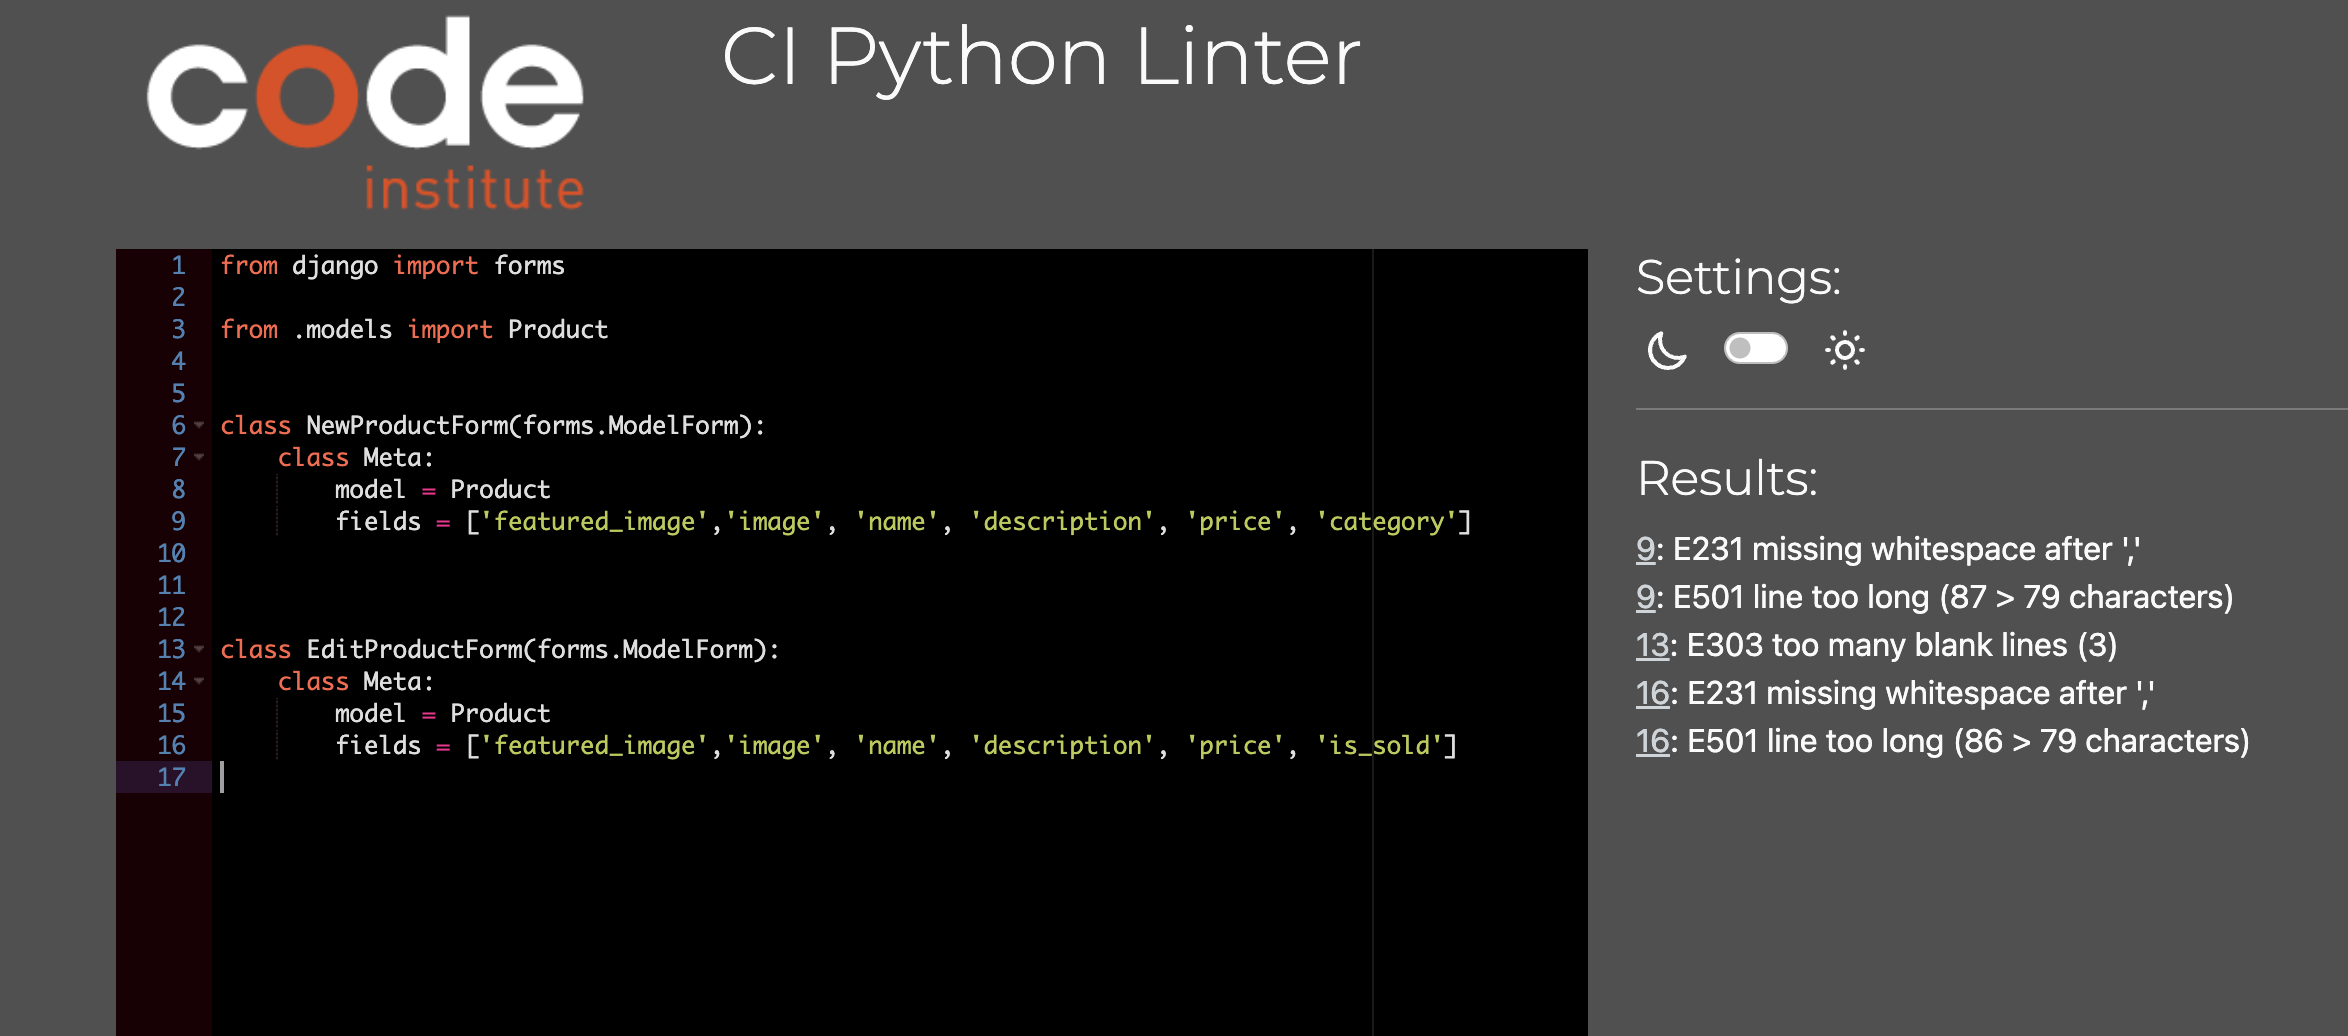 code
institute
CI Python Linter
1 from django import forms
2
3 from .models import Product
4
5
6 class NewProductForm(forms.ModelForm):
7     class Meta:
8         model = Product
9         fields = ['featured_image','image', 'name', 'description', 'price', 'category']
10
11
12
13 class EditProductForm(forms.ModelForm):
14     class Meta:
15         model = Product
16         fields = ['featured_image','image', 'name', 'description', 'price', 'is_sold']
17
Settings:
Results:
9: E231 missing whitespace after ','
9: E501 line too long (87 > 79 characters)
13: E303 too many blank lines (3)
16: E231 missing whitespace after ','
16: E501 line too long (86 > 79 characters)